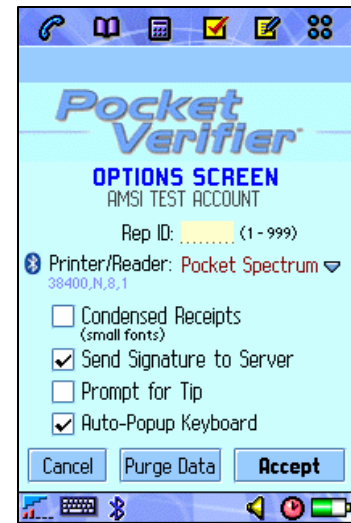 Pocket
Verifier
OPTIONS SCREEN
AMSI TEST ACCOUNT
Rep ID: (1 - 999)
Printer/Reader: Pocket Spectrum
38400,N,8,1
Condensed Receipts
(small fonts)
Send Signature to Server
Prompt for Tip
Auto-Popup Keyboard
Cancel Purge Data Accept